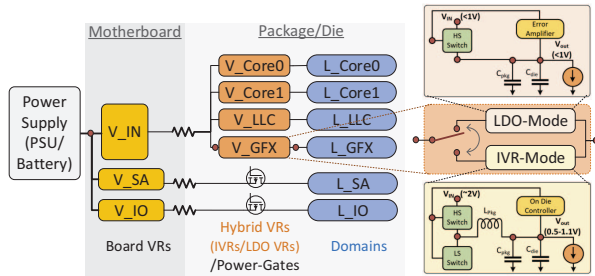 Motherboard
Package/Die
Power
Supply
(PSU/
Battery)
V_IN
V_SA
V_IO
V_Core0
V_Core1
V_LLC
V_GFX
L_Core0
L_Core1
L_LLC
L_GFX
L_SA
L_IO
Board VRs
Hybrid VRs
(IVRs/LDO VRs)
/Power-Gates
Domains
V_IN (<1V)
HS
Switch
Error
Amplifier
V_out
(<1V)
C_pkg
C_die
LDO-Mode
IVR-Mode
V_IN (~2V)
HS
Switch
LS
Switch
L_Pkg
On Die
Controller
V_out
(0.5-1.1V)
C_pkg
C_die